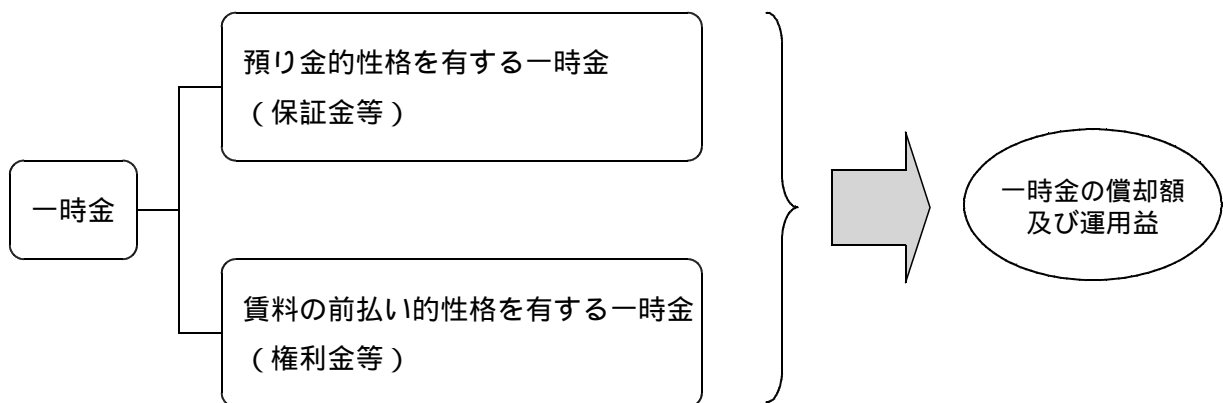 預り金的性格を有する一時金
（保証金等）
一時金
賃料の前払い的性格を有する一時金
（権利金等）
一時金の償却額
及び運用益